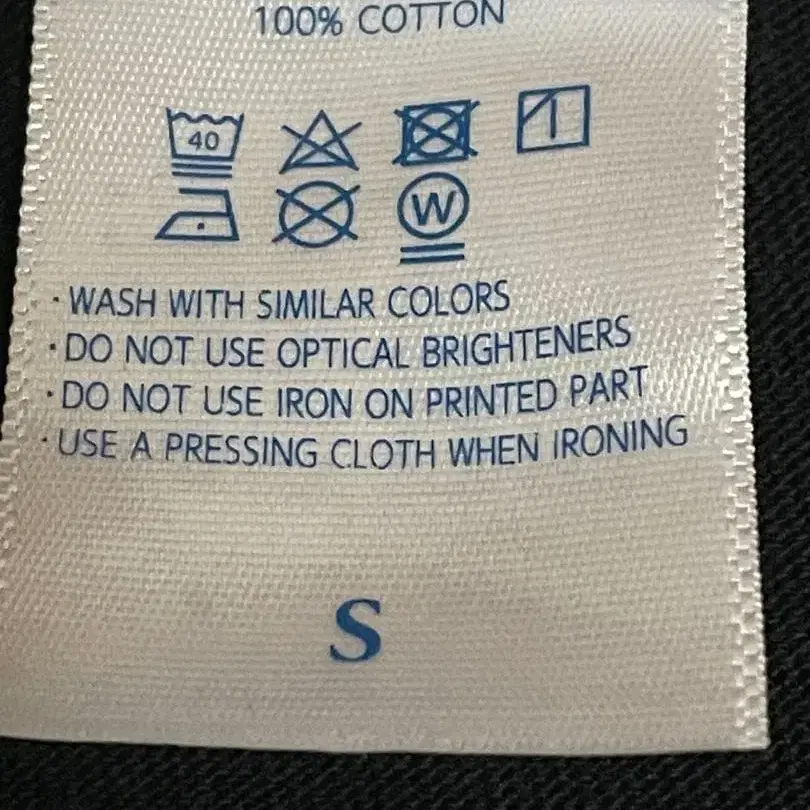 100% COTTON
40
W
· WASH WITH SIMILAR COLORS
· DO NOT USE OPTICAL BRIGHTENERS
· DO NOT USE IRON ON PRINTED PART
· USE A PRESSING CLOTH WHEN IRONING
S